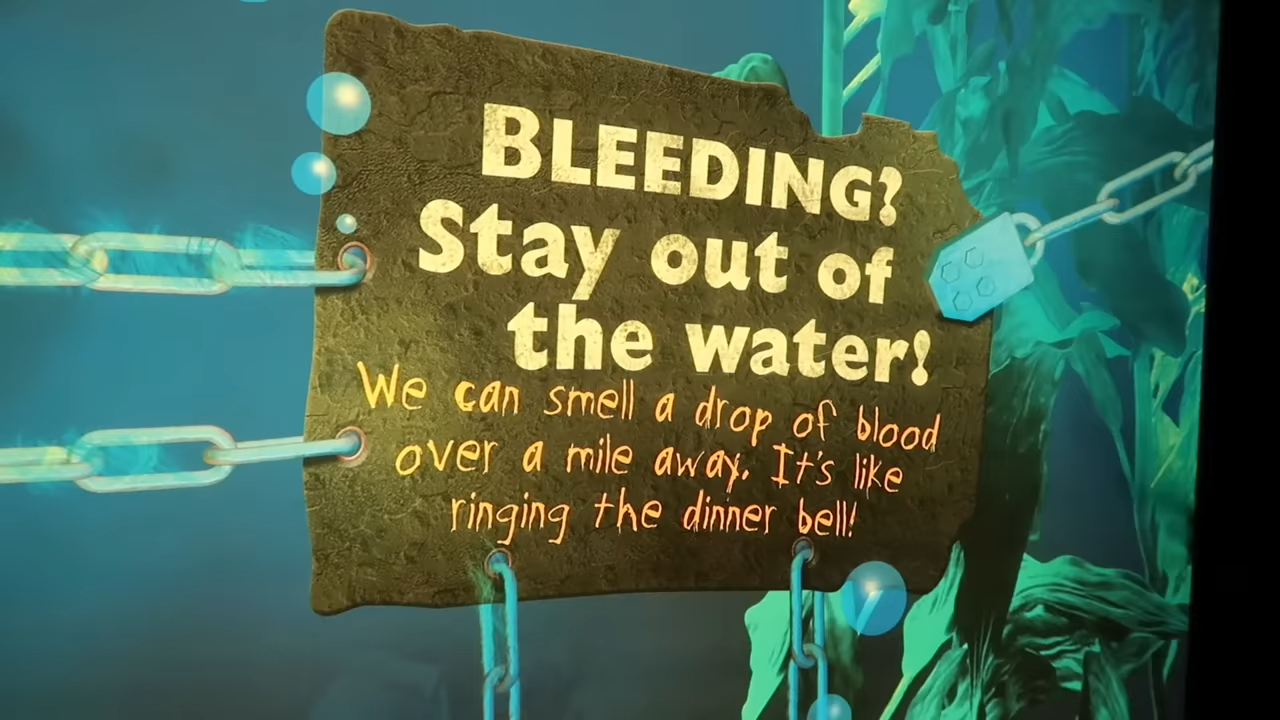 BLEEDING?
Stay out of
the water!
We can smell a drop of blood
over a mile away. It's like
ringing the dinner bell!